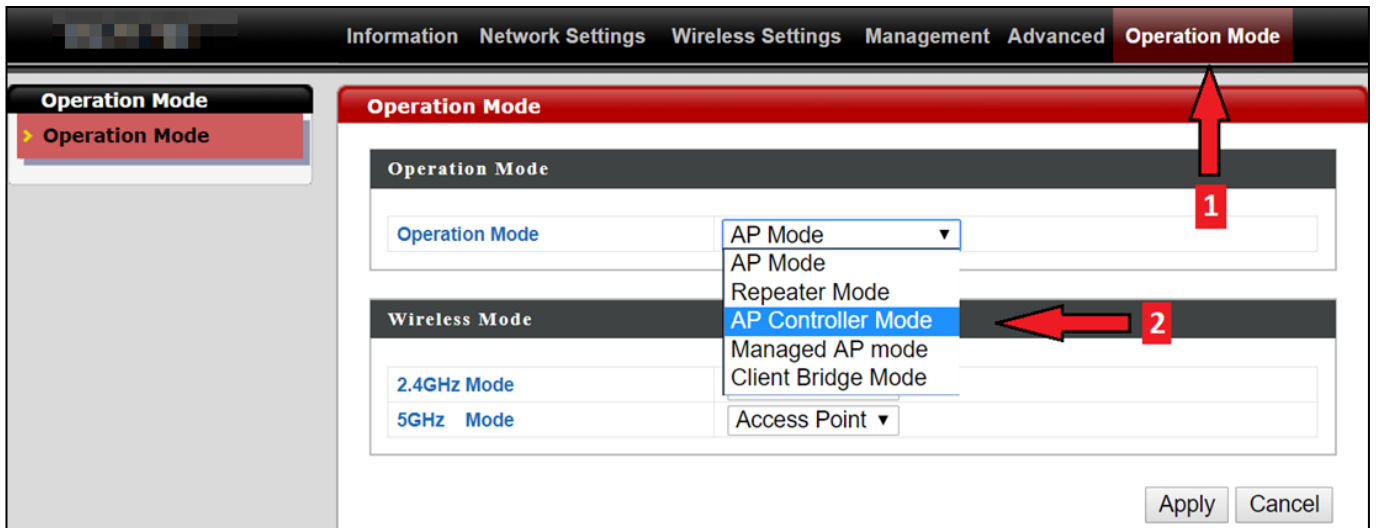 Information Network Settings Wireless Settings Management Advanced Operation Mode
Operation Mode
> Operation Mode
Operation Mode
Operation Mode
1
Operation Mode AP Mode
AP Mode
Repeater Mode
Wireless Mode
AP Controller Mode
2
Managed AP mode
Client Bridge Mode
2.4GHz Mode
5GHz Mode Access Point
Apply Cancel